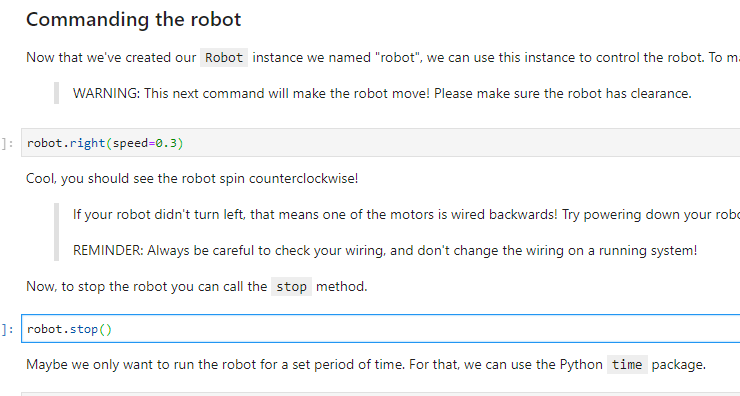 Commanding the robot
Now that we've created our Robot instance we named "robot", we can use this instance to control the robot. To
WARNING: This next command will make the robot move! Please make sure the robot has clearance.
]: robot.right(speed=0.3)
Cool, you should see the robot spin counterclockwise!
If your robot didn't turn left, that means one of the motors is wired backwards! Try powering down your
REMINDER: Always be careful to check your wiring, and don't change the wiring on a running system!
Now, to stop the robot you can call the stop method.
]: robot.stop()
Maybe we only want to run the robot for a set period of time. For that, we can use the Python time package.